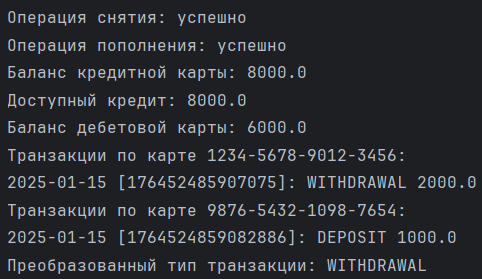 Операция снятия: успешно
Операция пополнения: успешно
Баланс кредитной карты: 8000.0
Доступный кредит: 8000.0
Баланс дебетовой карты: 6000.0
Транзакции по карте 1234-5678-9012-3456:
2025-01-15 [176452485907075]: WITHDRAWAL 2000.0
Транзакции по карте 9876-5432-1098-7654:
2025-01-15 [1764524859082886]: DEPOSIT 1000.0
Преобразованный тип транзакции: WITHDRAWAL